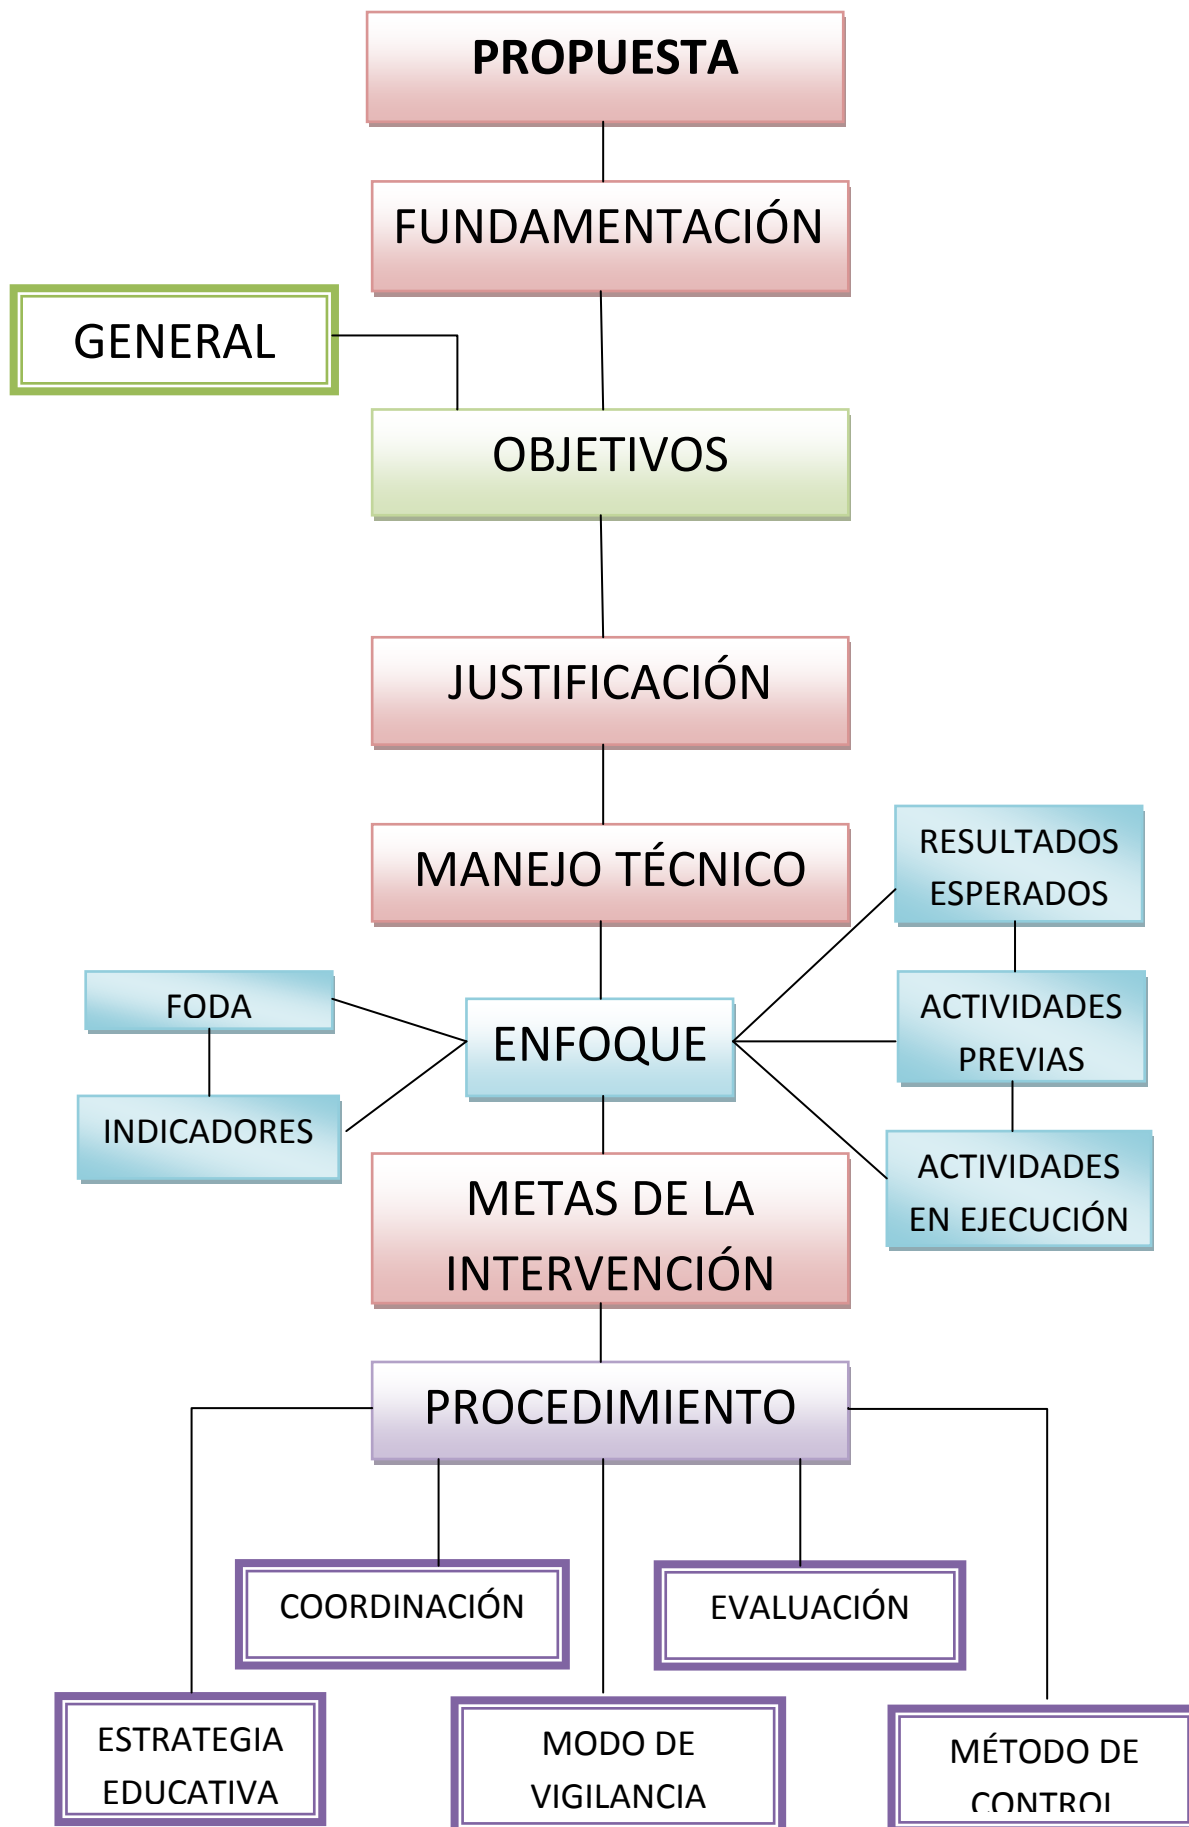 PROPUESTA
FUNDAMENTACIÓN
GENERAL
OBJETIVOS
JUSTIFICACIÓN
MANEJO TÉCNICO
RESULTADOS
ESPERADOS
FODA
ENFOQUE
ACTIVIDADES
PREVIAS
INDICADORES
ACTIVIDADES
EN EJECUCIÓN
METAS DE LA
INTERVENCIÓN
PROCEDIMIENTO
COORDINACIÓN
EVALUACIÓN
ESTRATEGIA
EDUCATIVA
MODO DE
VIGILANCIA
MÉTODO DE
CONTROL